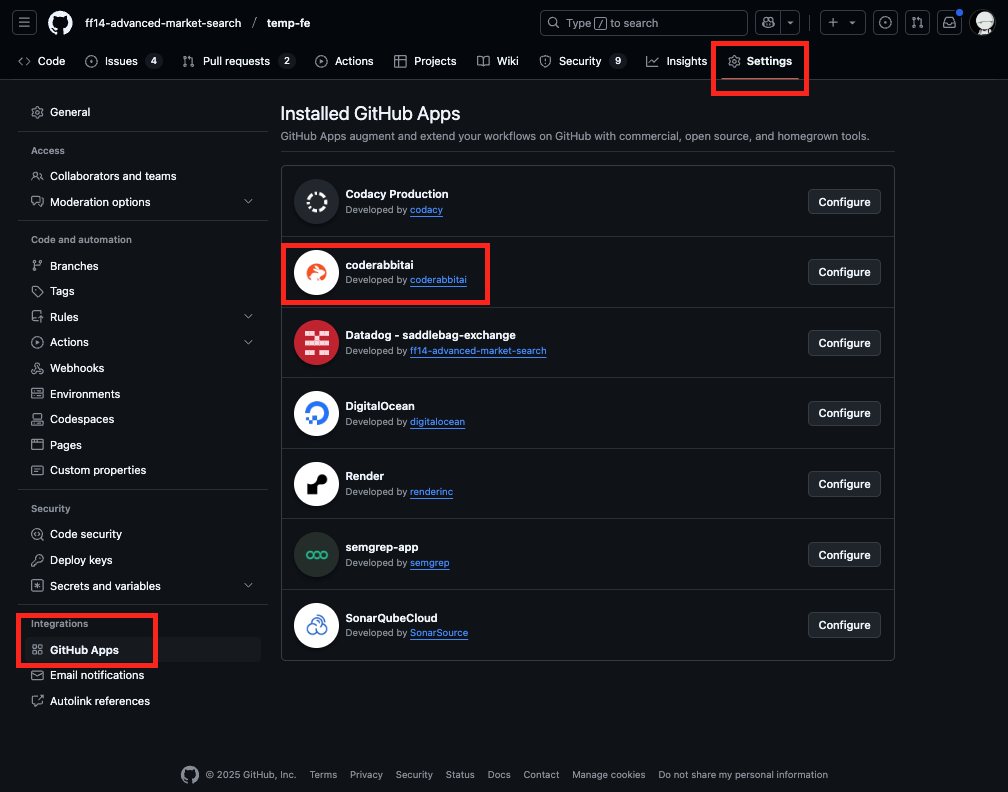 ff14-advanced-market-search / temp-fe
Type / to search
Code
Issues 4
Pull requests 2
Actions
Projects
Wiki
Security 9
Insights
Settings
General
Access
Collaborators and teams
Moderation options
Code and automation
Branches
Tags
Rules
Actions
Webhooks
Environments
Codespaces
Pages
Custom properties
Security
Code security
Deploy keys
Secrets and variables
Integrations
GitHub Apps
Email notifications
Autolink references
Installed GitHub Apps
GitHub Apps augment and extend your workflows on GitHub with commercial, open source, and homegrown tools.
Codacy Production
Developed by codacy
Configure
coderabbitai
Developed by coderabbitai
Configure
Datadog - saddlebag-exchange
Developed by ff14-advanced-market-search
Configure
DigitalOcean
Developed by digitalocean
Configure
Render
Developed by renderinc
Configure
semgrep-app
Developed by semgrep
Configure
SonarQubeCloud
Developed by SonarSource
Configure
© 2025 GitHub, Inc. Terms Privacy Security Status Docs Contact Manage cookies Do not share my personal information